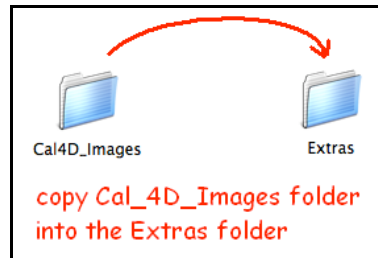 Cal4D_Images
Extras
copy Cal_4D_Images folder
into the Extras folder